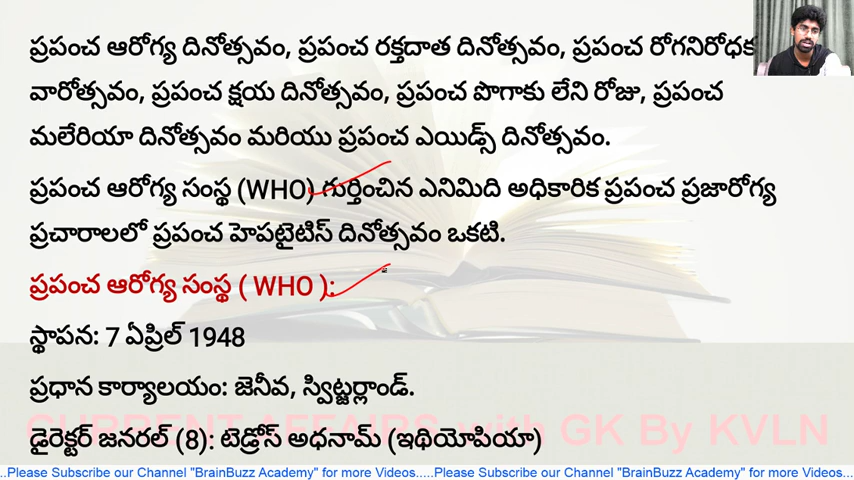 ప్రపంచ ఆరోగ్య దినోత్సవం, ప్రపంచ రక్తదాత దినోత్సవం, ప్రపంచ రోగనిరోధక
వారోత్సవం, ప్రపంచ క్షయ దినోత్సవం, ప్రపంచ పొగాకు లేని రోజు, ప్రపంచ
మలేరియా దినోత్సవం మరియు ప్రపంచ ఎయిడ్స్ దినోత్సవం.
ప్రపంచ ఆరోగ్య సంస్థ (WHO) గుర్తించిన ఎనిమిది అధికారిక ప్రపంచ ప్రజారోగ్య
ప్రచారాలలో ప్రపంచ హెపటైటిస్ దినోత్సవం ఒకటి.
ప్రపంచ ఆరోగ్య సంస్థ ( WHO ):
స్థాపన: 7 ఏప్రిల్ 1948
ప్రధాన కార్యాలయం: జెనీవ, స్విట్జర్లాండ్.
CURRENT AFFAIRS with GK By KVLN
డైరెక్టర్ జనరల్ (8): టెడ్రోస్ అధనామ్ (ఇథియోపియా)
..Please Subscribe our Channel "BrainBuzz Academy" for more Videos.....Please Subscribe our Channel "BrainBuzz Academy" for more Videos...